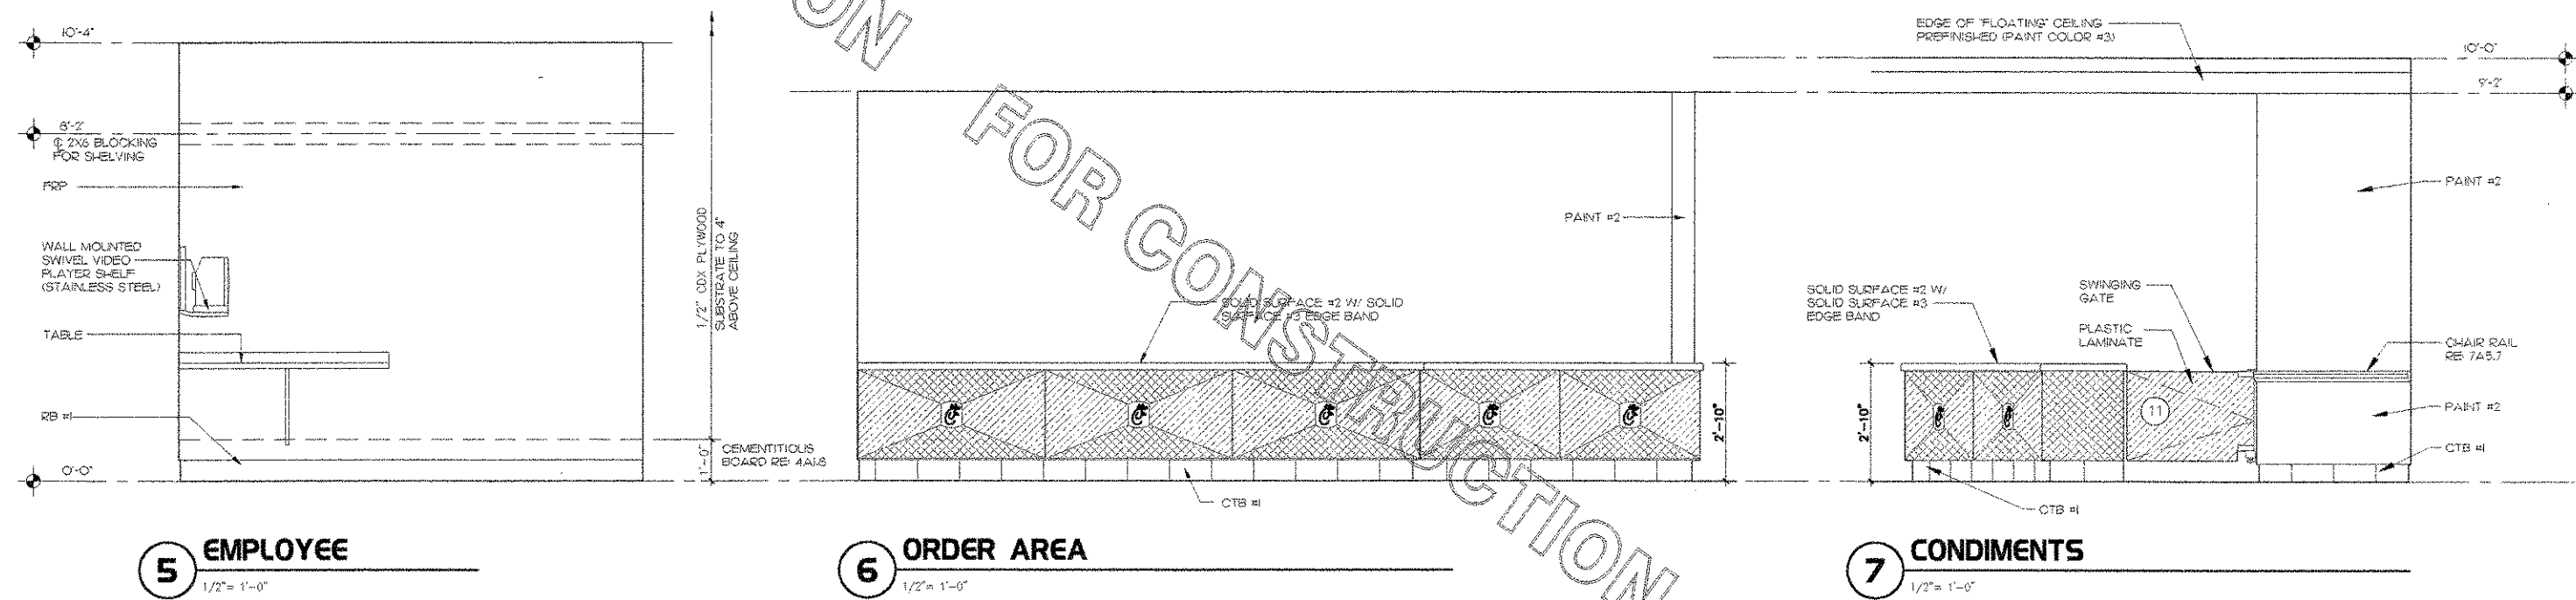 10'-4"
8'-2"
℄ 2X6 BLOCKING
FOR SHELVING
FRP
WALL MOUNTED
SWIVEL VIDEO
PLAYER SHELF
(STAINLESS STEEL)
TABLE
RB #1
0'-0"
1/2" CDX PLYWOOD
SUBSTRATE TO 4"
ABOVE CEILING
1'-0"
CEMENTITIOUS
BOARD RE: 4A1.6
5 EMPLOYEE
1/2"= 1'-0"
FOR CONSTRUCTION
PAINT #2
SOLID SURFACE #2 W/ SOLID
SURFACE #3 EDGE BAND
2'-10"
CTB #1
6 ORDER AREA
1/2"= 1'-0"
EDGE OF "FLOATING" CEILING
PREFINISHED (PAINT COLOR #3)
10'-0"
9'-2"
PAINT #2
SOLID SURFACE #2 W/
SOLID SURFACE #3
EDGE BAND
SWINGING
GATE
PLASTIC
LAMINATE
CHAIR RAIL
RE: 7A5.7
2'-10"
11
PAINT #2
CTB #1
CTB #1
7 CONDIMENTS
1/2"= 1'-0"